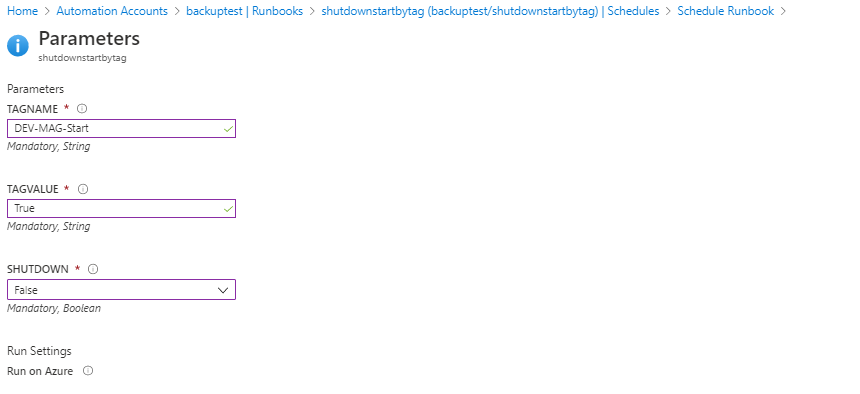 Home > Automation Accounts > backuptest | Runbooks > shutdownstartbytag (backuptest/shutdownstartbytag) | Schedules > Schedule Runbook >
Parameters
shutdownstartbytag
Parameters
TAGNAME *
DEV-MAG-Start
Mandatory, String
TAGVALUE *
True
Mandatory, String
SHUTDOWN *
False
Mandatory, Boolean
Run Settings
Run on Azure